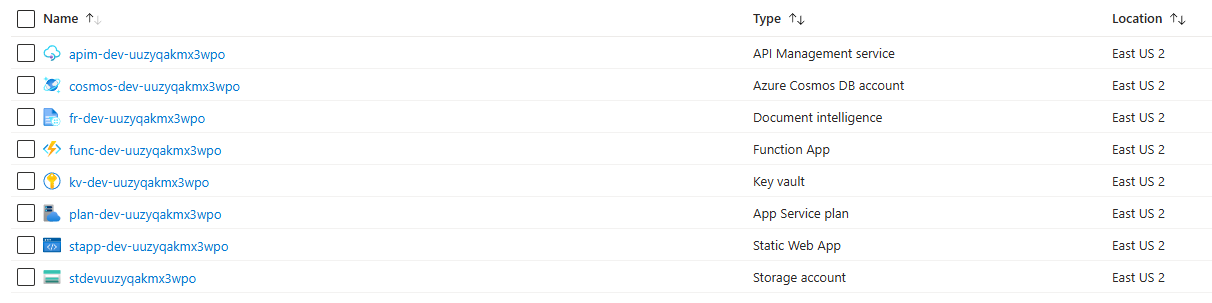 Name ↑↓ Type ↑↓ Location ↑↓
apim-dev-uuzyqakmx3wpo API Management service East US 2
cosmos-dev-uuzyqakmx3wpo Azure Cosmos DB account East US 2
fr-dev-uuzyqakmx3wpo Document intelligence East US 2
func-dev-uuzyqakmx3wpo Function App East US 2
kv-dev-uuzyqakmx3wpo Key vault East US 2
plan-dev-uuzyqakmx3wpo App Service plan East US 2
stapp-dev-uuzyqakmx3wpo Static Web App East US 2
stdevuuzyqakmx3wpo Storage account East US 2